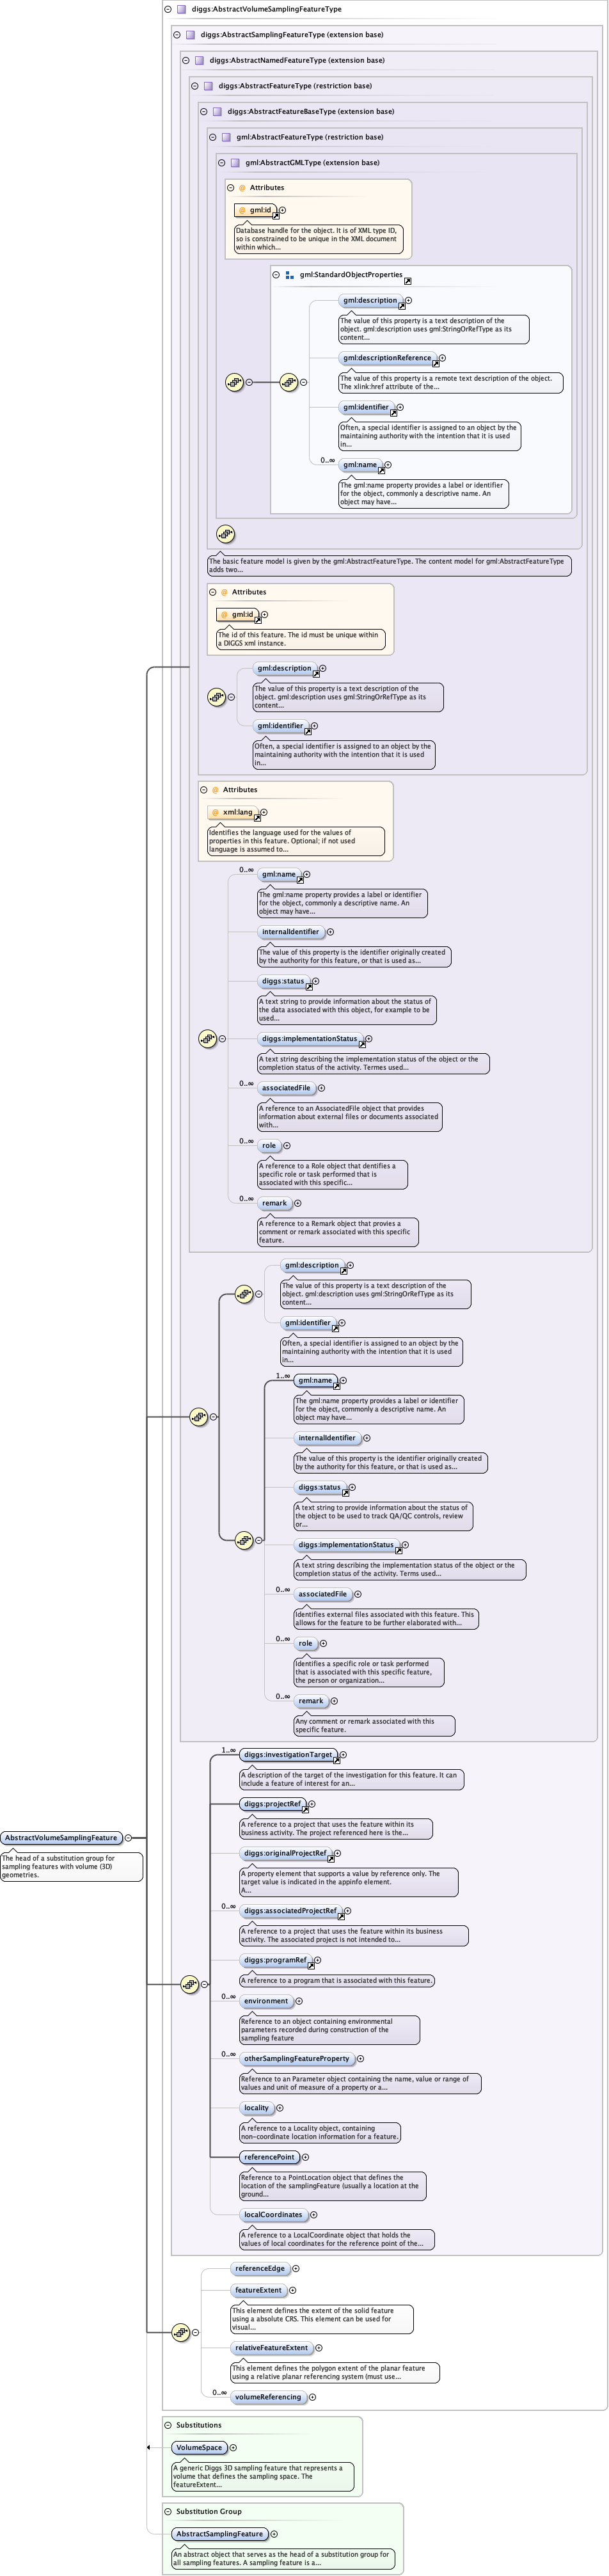 diggs:AbstractVolumeSamplingFeatureType
diggs:AbstractSamplingFeatureType (extension base)
diggs:AbstractNamedFeatureType (extension base)
diggs:AbstractFeatureType (restriction base)
diggs:AbstractFeatureBaseType (extension base)
gml:AbstractFeatureType (restriction base)
gml:AbstractGMLType (extension base)
@ Attributes
@ gml:id
Database handle for the object. It is of XML type ID,
so is constrained to be unique in the XML document
within which...
gml:StandardObjectProperties
gml:description
The value of this property is a text description of the
object. gml:description uses gml:StringOrRefType as its
content...
gml:descriptionReference
The value of this property is a remote text description of the object.
The xlink:href attribute of the...
gml:identifier
Often, a special identifier is assigned to an object by the
maintaining authority with the intention that it is used
in...
0..∞
gml:name
The gml:name property provides a label or identifier
for the object, commonly a descriptive name. An
object may have...
The basic feature model is given by the gml:AbstractFeatureType. The content model for gml:AbstractFeatureType
adds two...
@ Attributes
@ gml:id
The id of this feature. The id must be unique within
a DIGGS xml instance.
gml:description
The value of this property is a text description of the
object. gml:description uses gml:StringOrRefType as its
content...
gml:identifier
Often, a special identifier is assigned to an object by the
maintaining authority with the intention that it is used
in...
@ Attributes
@ xml:lang
Identifies the language used for the values of
properties in this feature. Optional; if not used
language is assumed to...
0..∞
gml:name
The gml:name property provides a label or identifier
for the object, commonly a descriptive name. An
object may have...
internalIdentifier
The value of this property is the identifier originally created
by the authority for this feature, or that is used as...
diggs:status
A text string to provide information about the status of
the data associated with this object, for example to be
used...
diggs:implementationStatus
A text string describing the implementation status of the object or the
completion status of the activity. Termes used...
0..∞
associatedFile
A reference to an AssociatedFile object that provides
information about external files or documents associated
with...
0..∞
role
A reference to a Role object that dentifies a
specific role or task performed that is
associated with this specific...
0..∞
remark
A reference to a Remark object that provies a
comment or remark associated with this specific
feature.
gml:description
The value of this property is a text description of the
object. gml:description uses gml:StringOrRefType as its
content...
gml:identifier
Often, a special identifier is assigned to an object by the
maintaining authority with the intention that it is used
in...
1..∞
gml:name
The gml:name property provides a label or identifier
for the object, commonly a descriptive name. An
object may have...
internalIdentifier
The value of this property is the identifier originally created
by the authority for this feature, or that is used as...
diggs:status
A text string to provide information about the status of
the object to be used to track QA/QC controls, review
or...
diggs:implementationStatus
A text string describing the implementation status of the object or the
completion status of the activity. Terms used...
0..∞
associatedFile
Identifies external files associated with this feature. This
allows for the feature to be further elaborated with...
0..∞
role
Identifies a specific role or task performed
that is associated with this specific feature,
the person or organization...
0..∞
remark
Any comment or remark associated with this
specific feature.
1..∞
diggs:investigationTarget
A description of the target of the investigation for this feature. It can
include a feature of interest for an...
diggs:projectRef
A reference to a project that uses the feature within its
business activity. The project referenced here is the...
AbstractVolumeSamplingFeature
The head of a substitution group for
sampling features with volume (3D)
geometries.
diggs:originalProjectRef
A property element that supports a value by reference only. The
target value is indicated in the appinfo element.
A...
0..∞
diggs:associatedProjectRef
A reference to a project that uses the feature within its business
activity. The associated project is not intended to...
diggs:programRef
A reference to a program that is associated with this feature.
0..∞
environment
Reference to an object containing environmental
parameters recorded during construction of the
sampling feature
0..∞
otherSamplingFeatureProperty
Reference to an Parameter object containing the name, value or range of
values and unit of measure of a property or a...
locality
A reference to a Locality object, containing
non-coordinate location information for a feature.
referencePoint
Reference to a PointLocation object that defines the
location of the samplingFeature (usually a location at the
ground...
localCoordinates
A reference to a LocalCoordinate object that holds the
values of local coordinates for the reference point of the...
referenceEdge
featureExtent
This element defines the extent of the solid feature
using a absolute CRS. This element can be used for
visual...
relativeFeatureExtent
This element defines the polygon extent of the planar feature
using a relative planar referencing system (must use...
0..∞
volumeReferencing
Substitutions
VolumeSpace
A generic Diggs 3D sampling feature that represents a
volume that defines the sampling space. The
featureExtent...
Substitution Group
AbstractSamplingFeature
An abstract object that serves as the head of a substitution group for
all sampling features. A sampling feature is a...